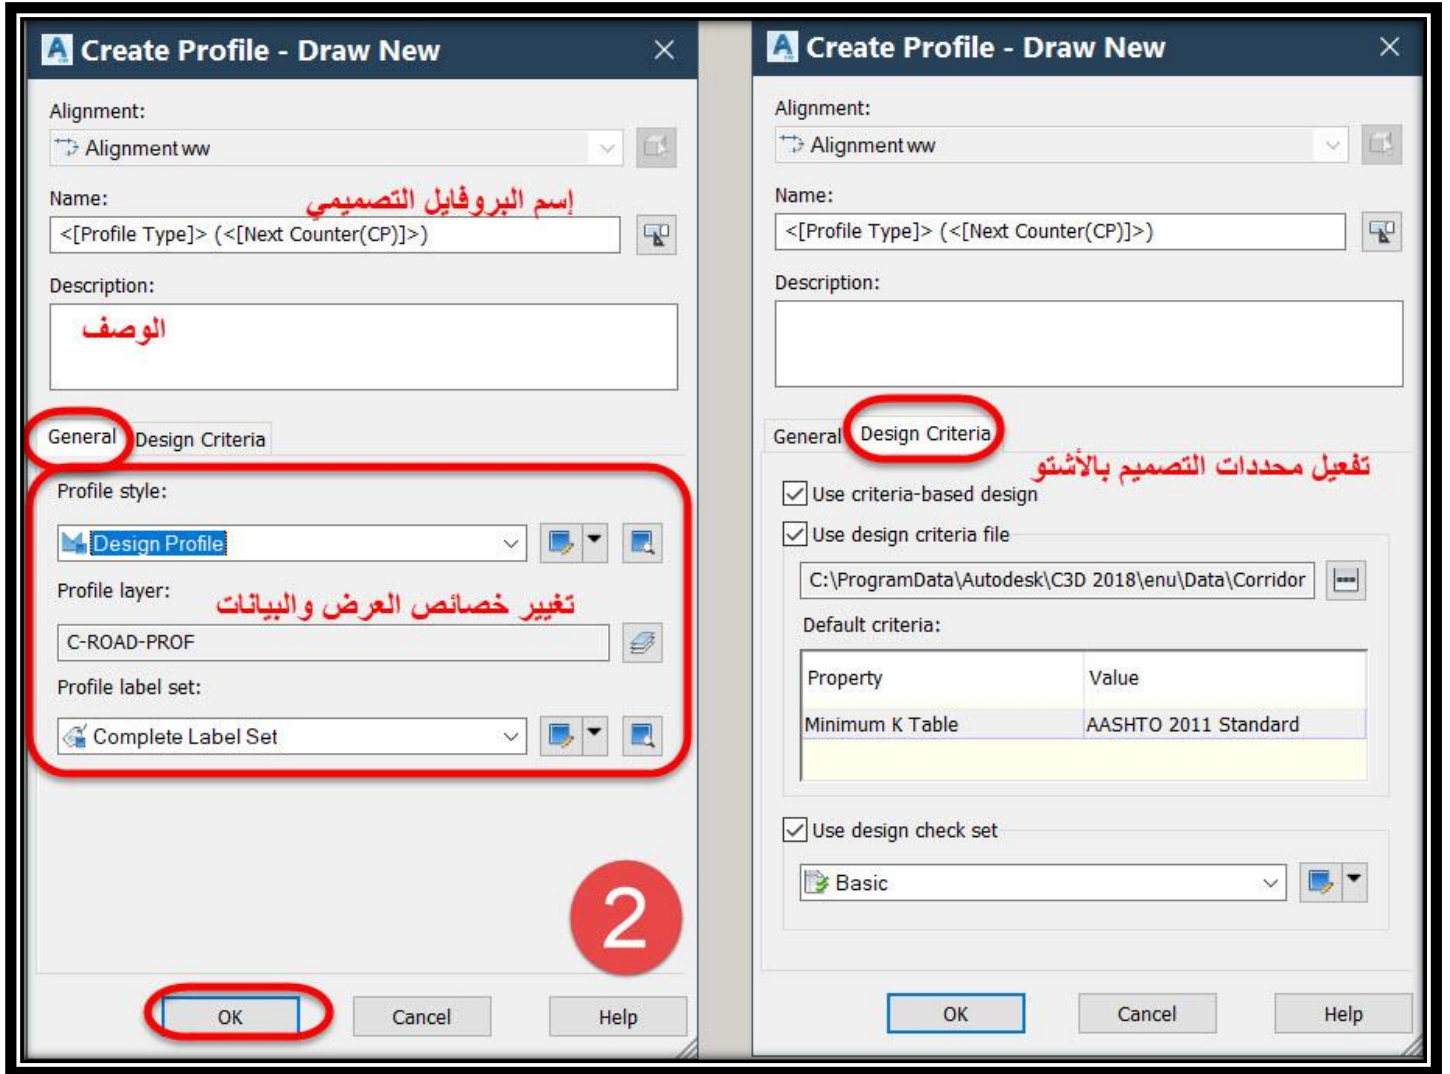 Create Profile - Draw New
Alignment:
Alignment ww
Name:
إسم البروفايل التصميمي
<[Profile Type]> (<[Next Counter(CP)]>)
Description:
الوصف
General
Design Criteria
Profile style:
Design Profile
Profile layer:
تغيير خصائص العرض والبيانات
C-ROAD-PROF
Profile label set:
Complete Label Set
2
OK
Cancel
Help
Create Profile - Draw New
Alignment:
Alignment ww
Name:
<[Profile Type]> (<[Next Counter(CP)]>)
Description:
General
Design Criteria
تفعيل محددات التصميم بالأشتو
Use criteria-based design
Use design criteria file
C:\ProgramData\Autodesk\C3D 2018\enu\Data\Corridor
Default criteria:
Property Value
Minimum K Table AASHTO 2011 Standard
Use design check set
Basic
OK
Cancel
Help